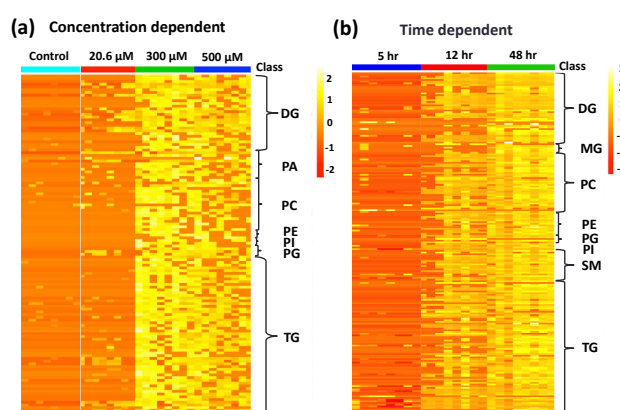 (a) Concentration dependent
Control 20.6 µM 300 µM 500 µM Class
2
1
0
-1
-2
DG
PA
PC
PE
PI
PG
TG
(b) Time dependent
5 hr 12 hr 48 hr Class
DG
MG
PC
PE
PG
PI
SM
TG